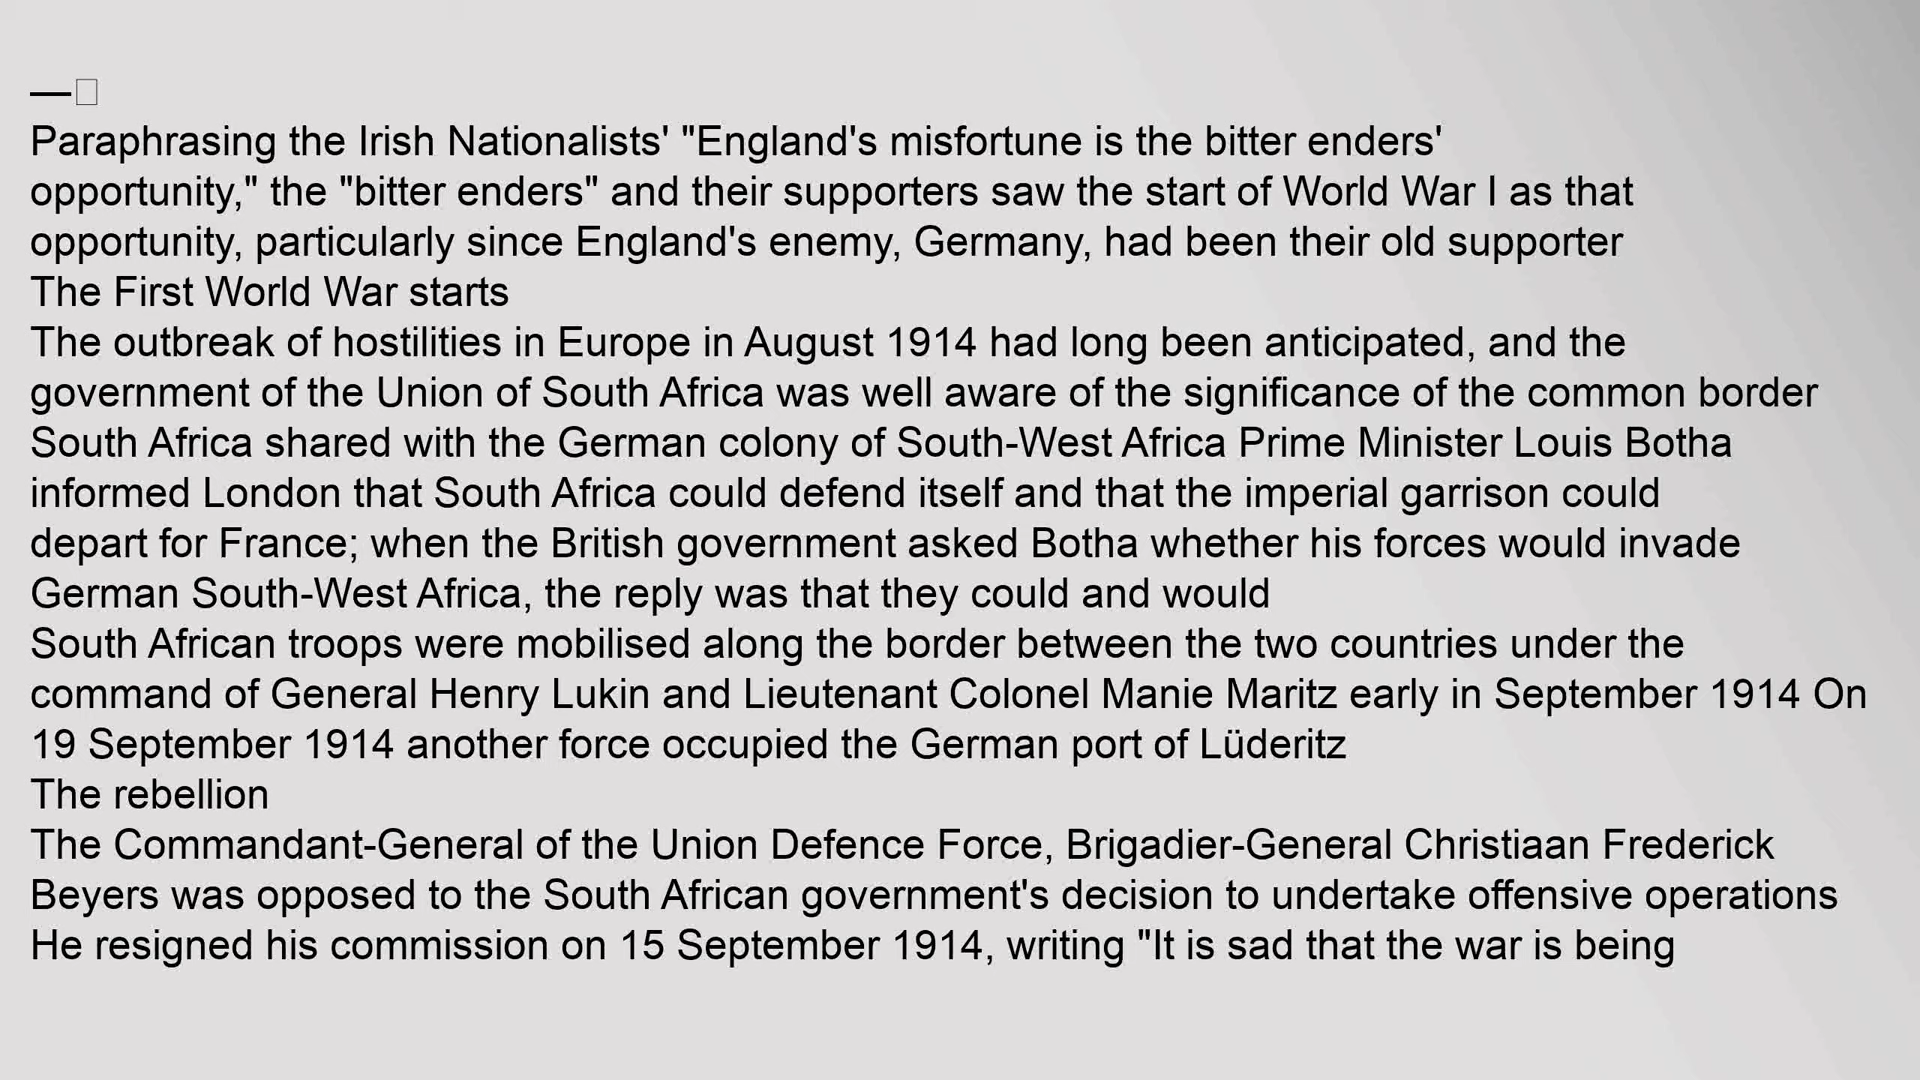 —□
Paraphrasing the Irish Nationalists' "England's misfortune is the bitter enders'
opportunity," the "bitter enders" and their supporters saw the start of World War I as that
opportunity, particularly since England's enemy, Germany, had been their old supporter
The First World War starts
The outbreak of hostilities in Europe in August 1914 had long been anticipated, and the
government of the Union of South Africa was well aware of the significance of the common border
South Africa shared with the German colony of South-West Africa Prime Minister Louis Botha
informed London that South Africa could defend itself and that the imperial garrison could
depart for France; when the British government asked Botha whether his forces would invade
German South-West Africa, the reply was that they could and would
South African troops were mobilised along the border between the two countries under the
command of General Henry Lukin and Lieutenant Colonel Manie Maritz early in September 1914 On
19 September 1914 another force occupied the German port of Lüderitz
The rebellion
The Commandant-General of the Union Defence Force, Brigadier-General Christiaan Frederick
Beyers was opposed to the South African government's decision to undertake offensive operations
He resigned his commission on 15 September 1914, writing "It is sad that the war is being